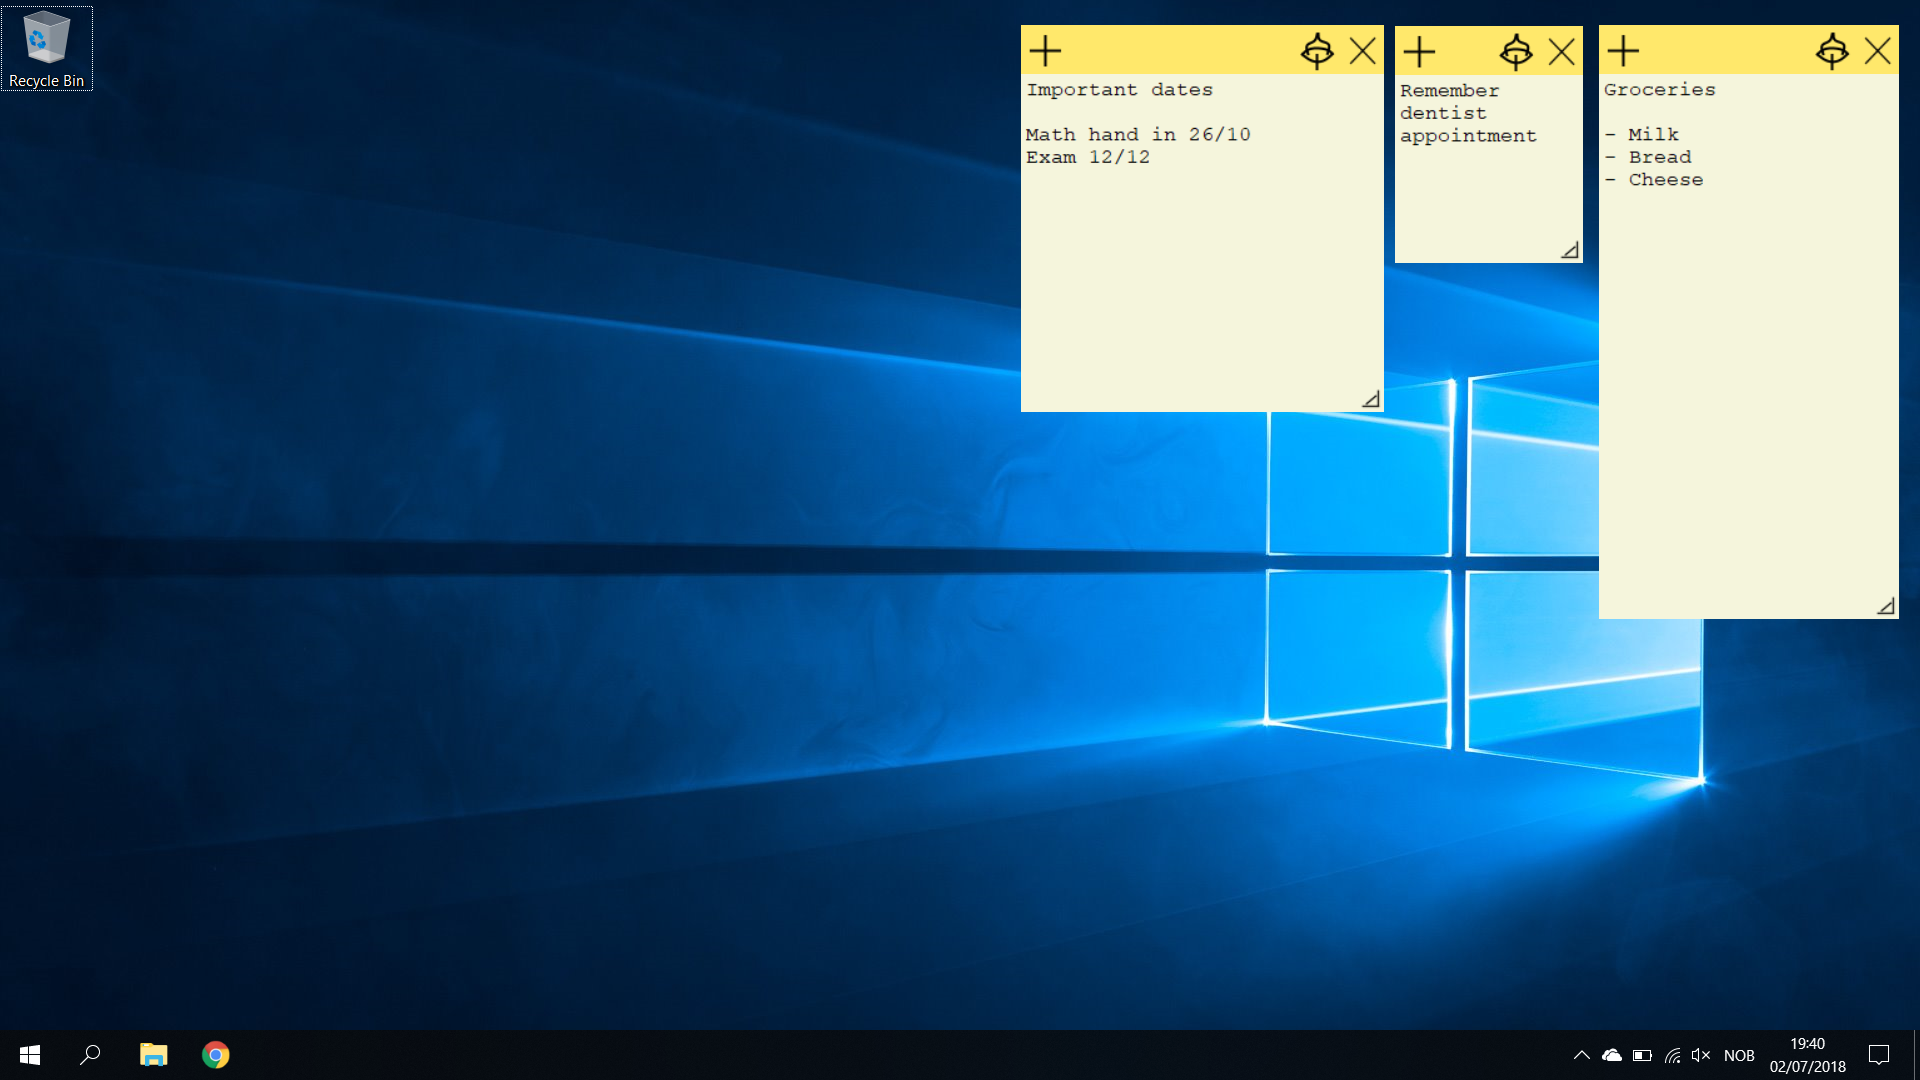 Recycle Bin
Important dates
Math hand in 26/10
Exam 12/12
Remember
dentist
appointment
Groceries
- Milk
- Bread
- Cheese
NOB
19:40
02/07/2018